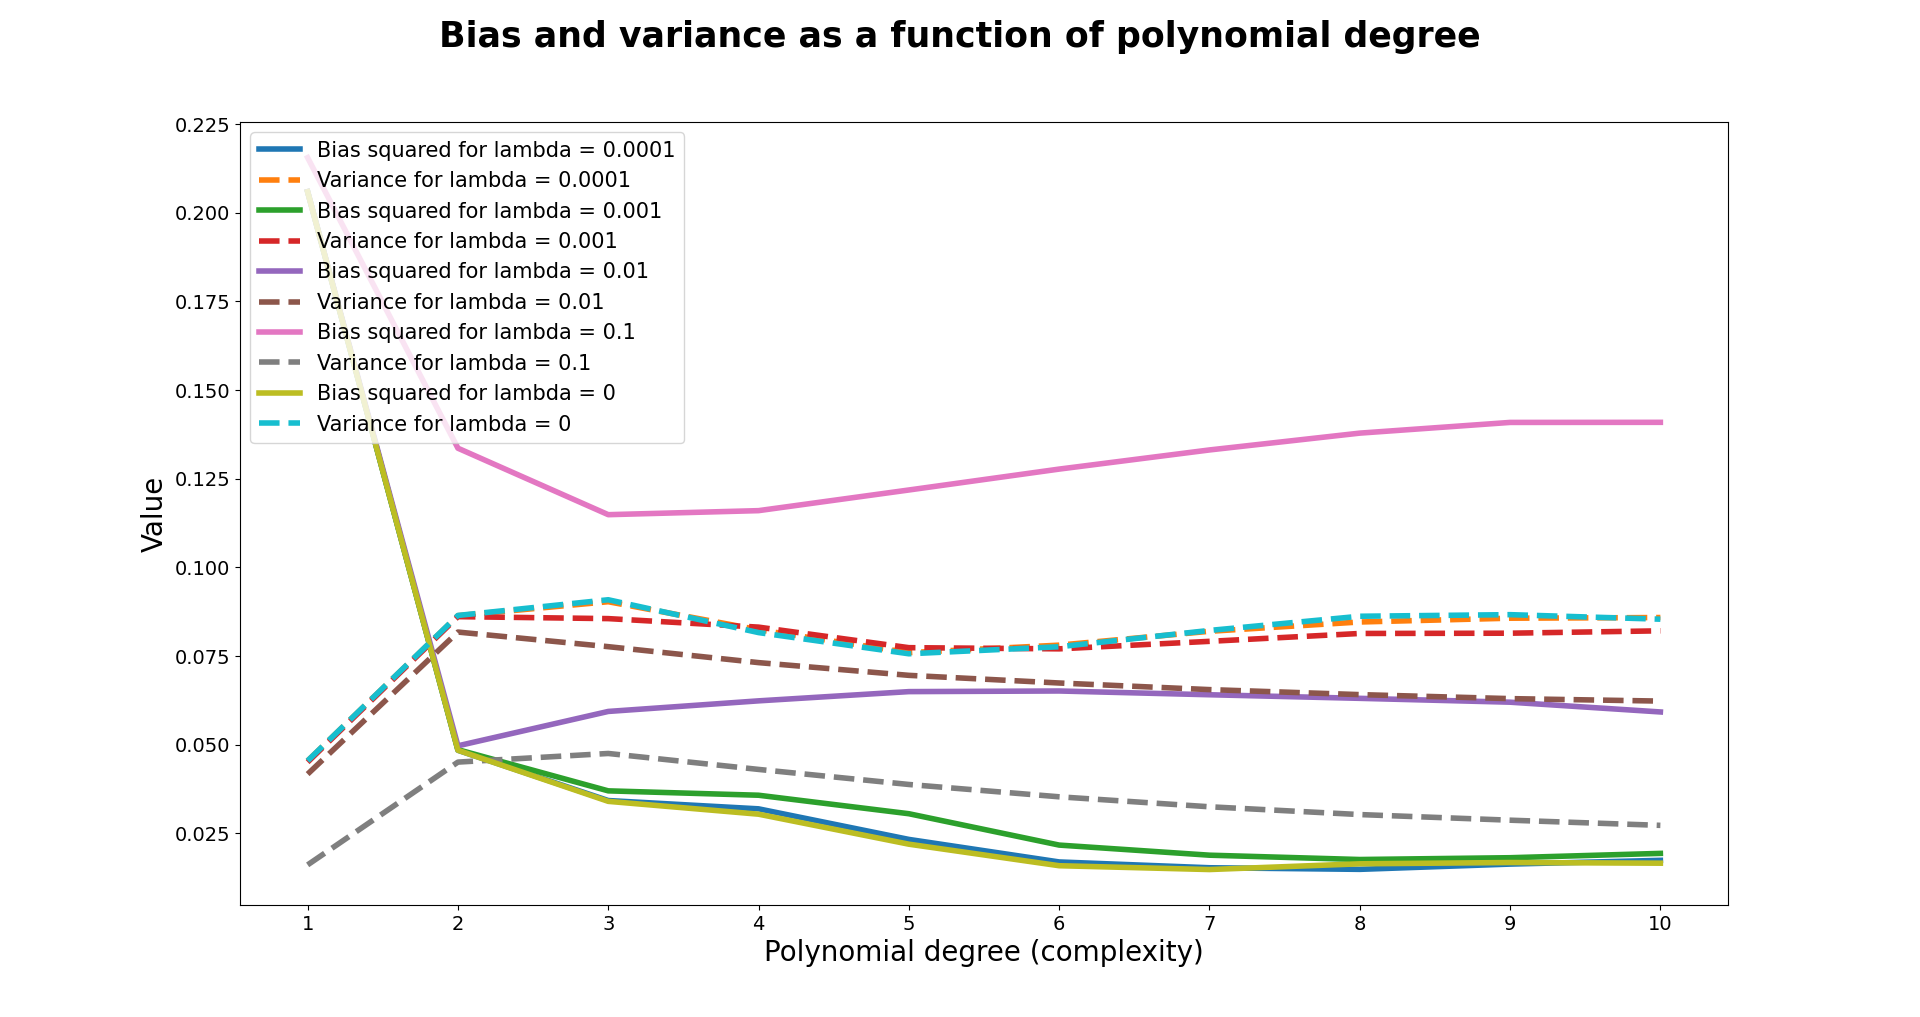 Bias and variance as a function of polynomial degree
0.225
0.200
0.175
0.150
0.125
0.100
0.075
0.050
0.025
Value
Bias squared for lambda = 0.0001
Variance for lambda = 0.0001
Bias squared for lambda = 0.001
Variance for lambda = 0.001
Bias squared for lambda = 0.01
Variance for lambda = 0.01
Bias squared for lambda = 0.1
Variance for lambda = 0.1
Bias squared for lambda = 0
Variance for lambda = 0
1 2 3 4 5 6 7 8 9 10
Polynomial degree (complexity)